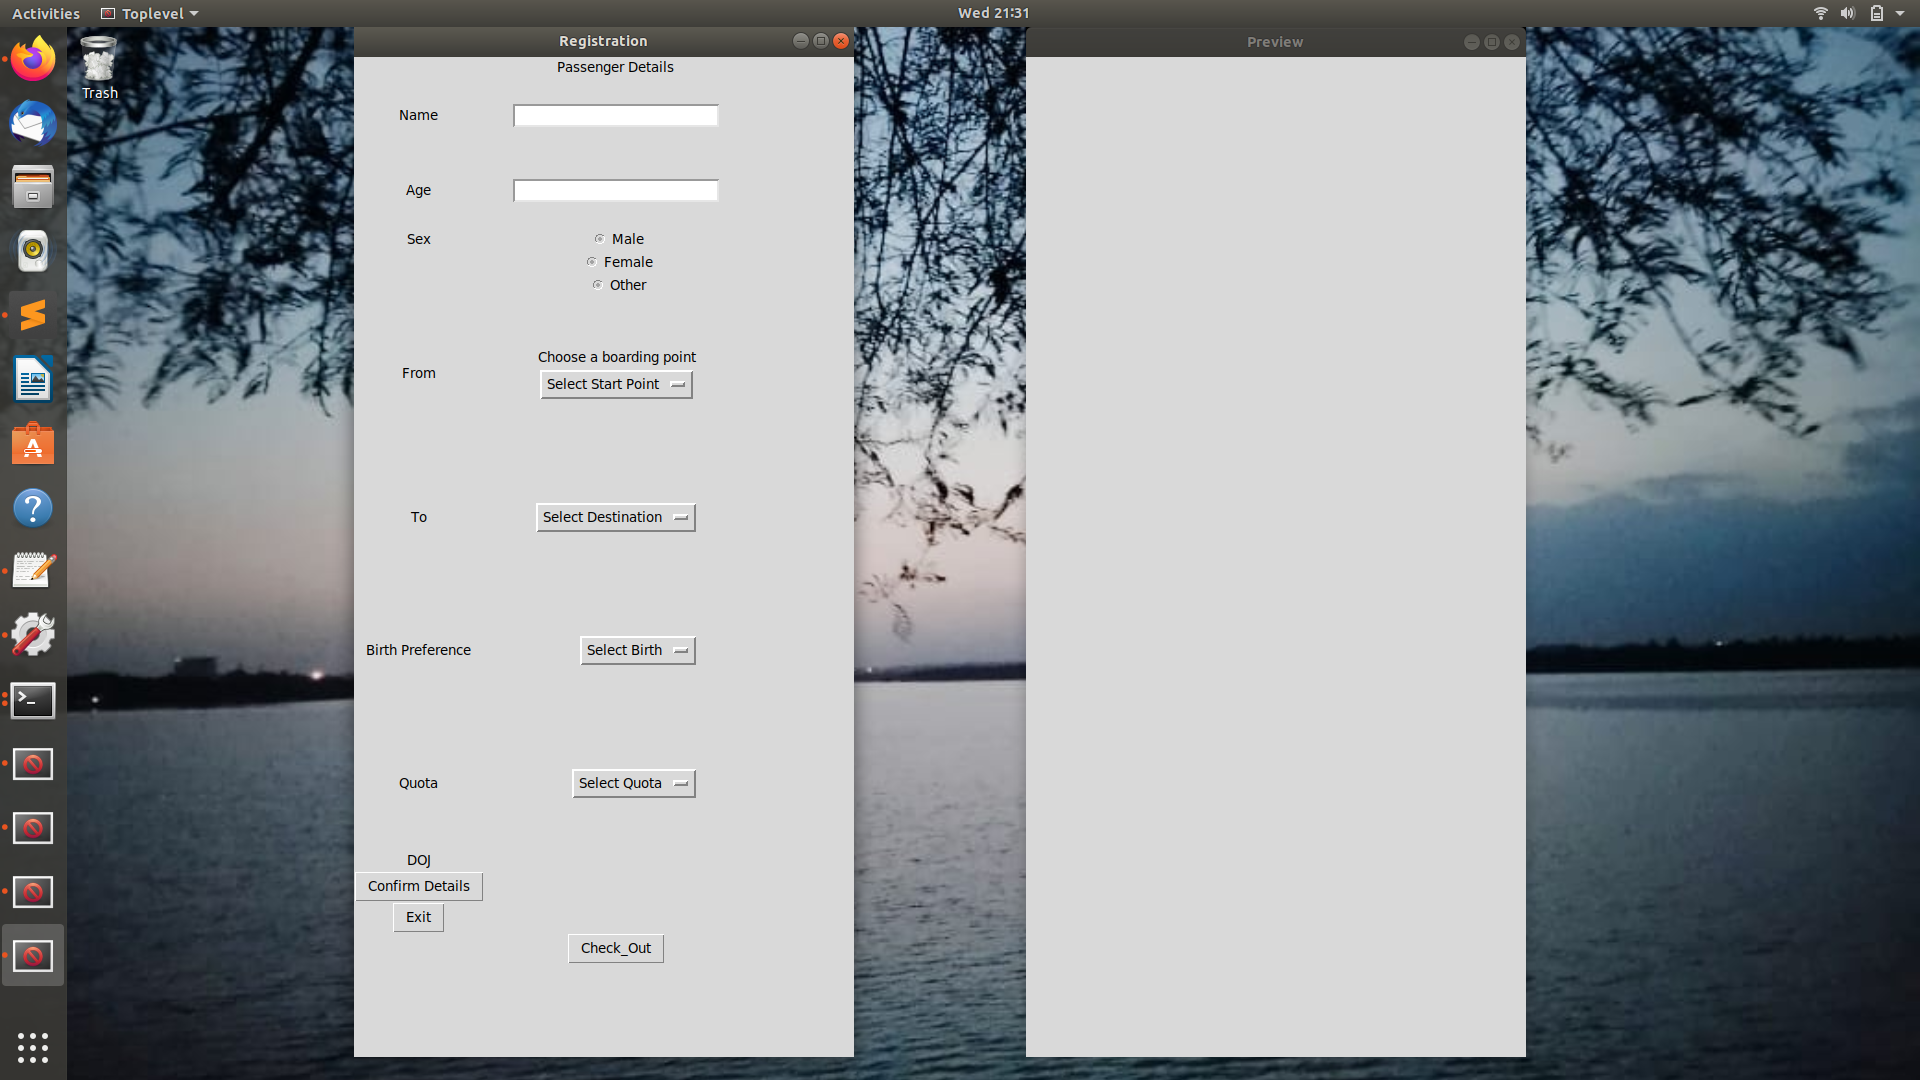 Activities Toplevel Wed 21:31
Trash
Registration
Passenger Details
Name
Age
Sex Male
Female
Other
Choose a boarding point
From Select Start Point
To Select Destination
Birth Preference Select Birth
Quota Select Quota
DOJ
Confirm Details
Exit
Check_Out
Preview